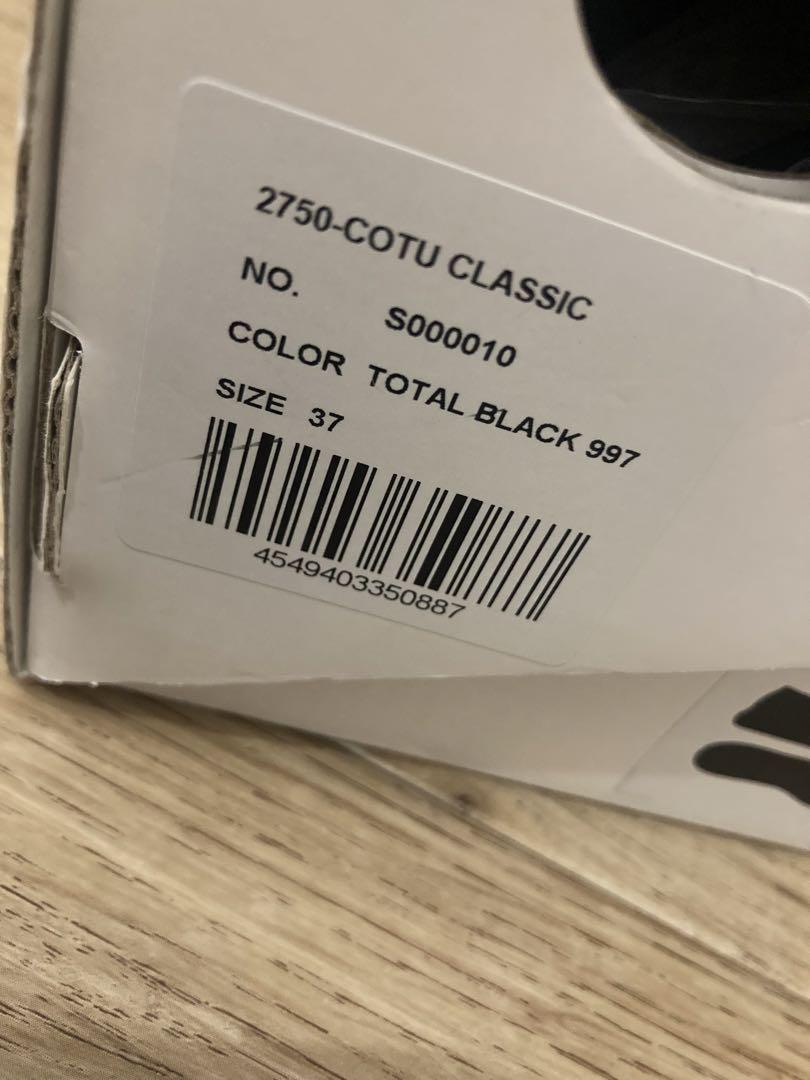 2750-COTU CLASSIC
NO. S000010
COLOR TOTAL BLACK 997
SIZE 37
4549403350887